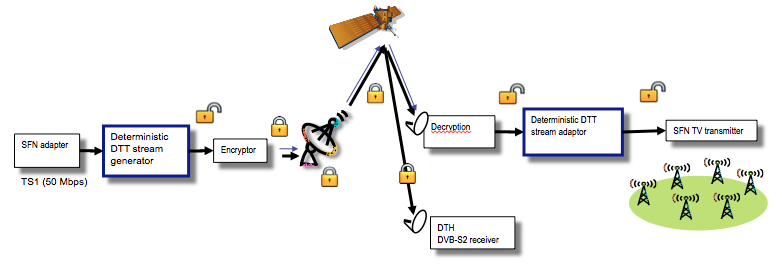 SFN adapter
TS1 (50 Mbps)
Deterministic
DTT stream
generator
Encryptor
Decryption
DTH
DVB-S2 receiver
Deterministic DTT
stream adaptor
SFN TV transmitter